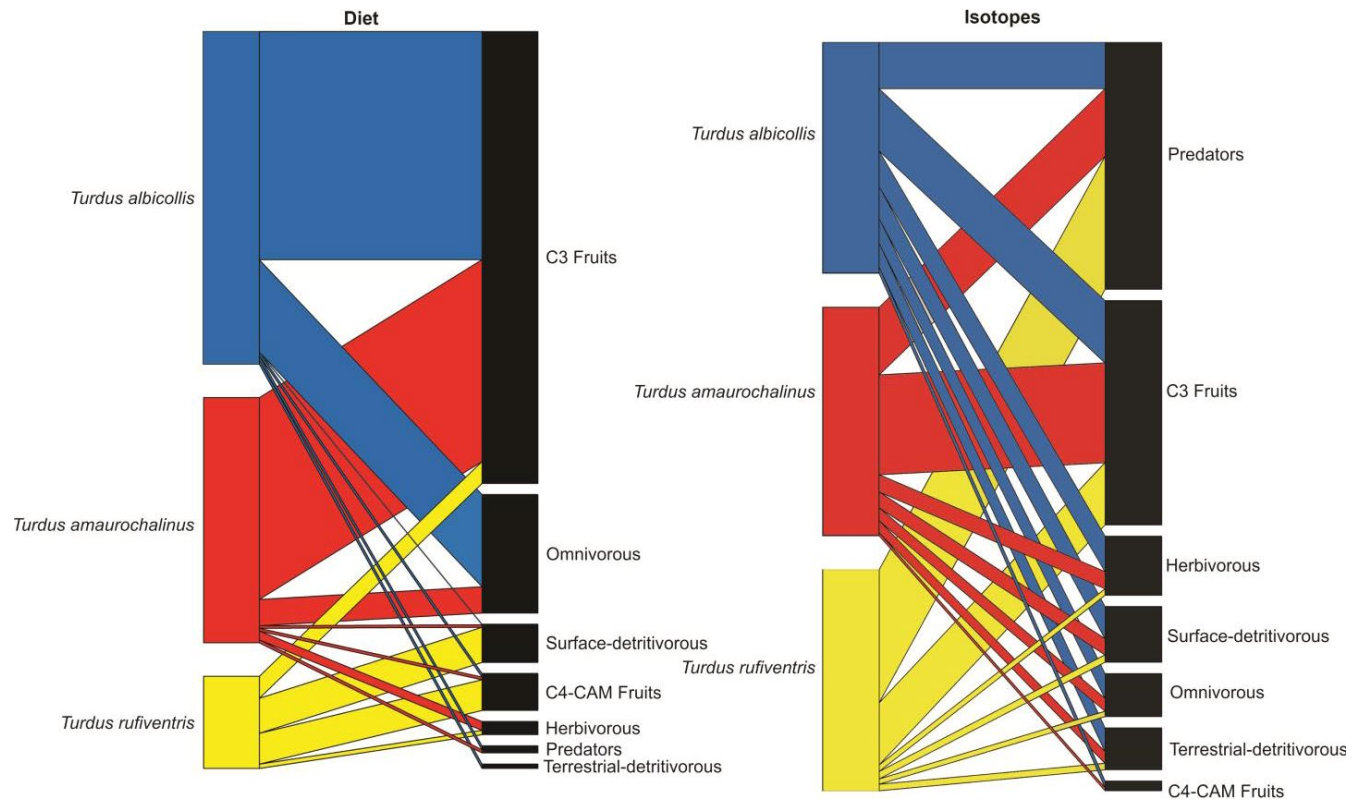 Diet
Turdus albicollis
Turdus amaurochalinus
Turdus rufiventris
C3 Fruits
Omnivorous
Surface-detritivorous
C4-CAM Fruits
Herbivorous
Predators
Terrestrial-detritivorous
Isotopes
Turdus albicollis
Turdus amaurochalinus
Turdus rufiventris
Predators
C3 Fruits
Herbivorous
Surface-detritivorous
Omnivorous
Terrestrial-detritivorous
C4-CAM Fruits